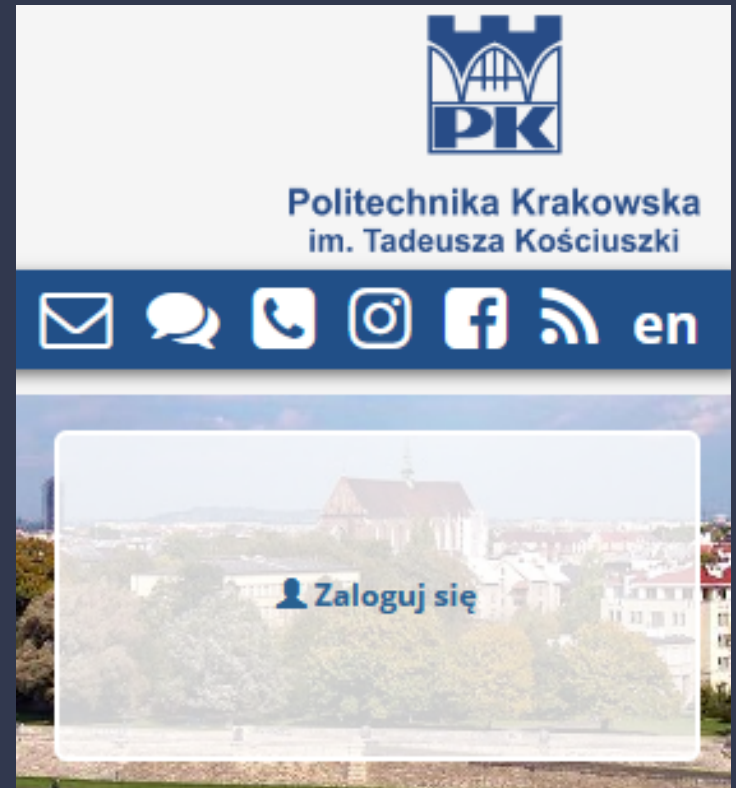 PK
Politechnika Krakowska
im. Tadeusza Kościuszki
en
Zaloguj się